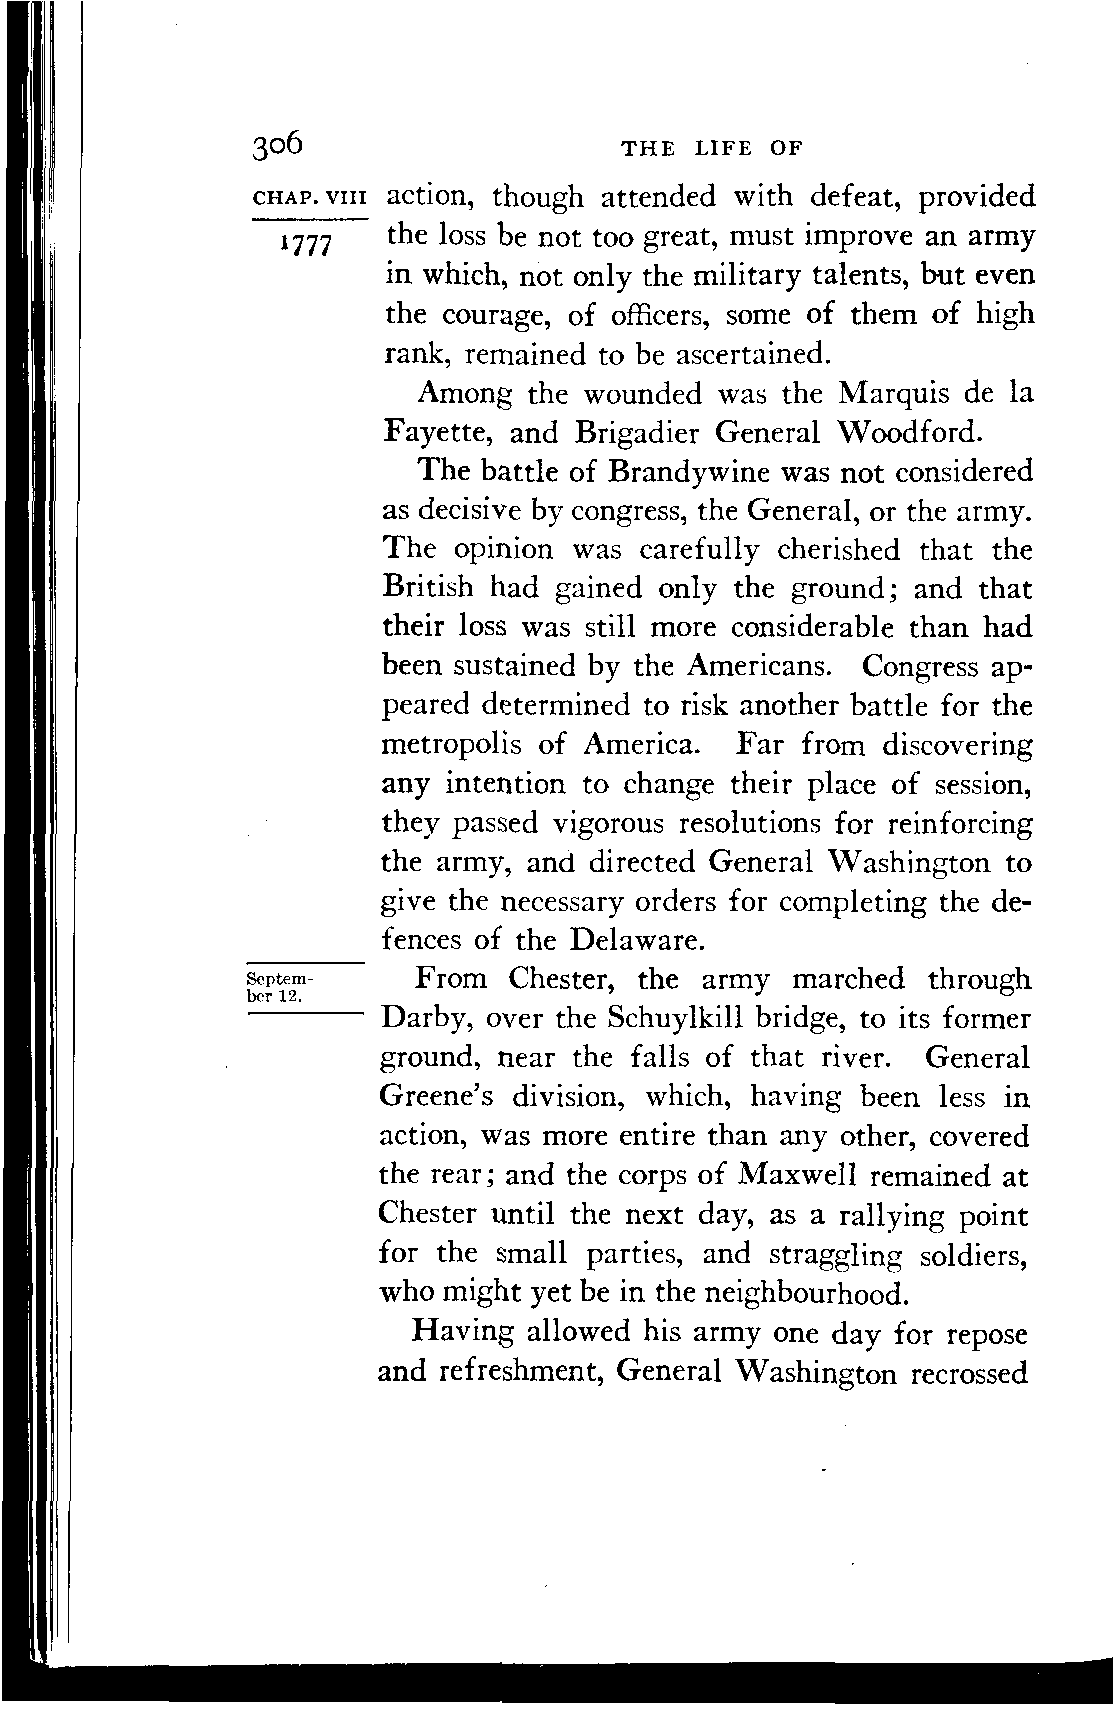 306 THE LIFE OF
CHAP. VIII action, though attended with defeat, provided
1777 the loss be not too great, must improve an army
in which, not only the military talents, but even
the courage, of officers, some of them of high
rank, remained to be ascertained.
Among the wounded was the Marquis de la
Fayette, and Brigadier General Woodford.
The battle of Brandywine was not considered
as decisive by congress, the General, or the army.
The opinion was carefully cherished that the
British had gained only the ground; and that
their loss was still more considerable than had
been sustained by the Americans. Congress ap-
peared determined to risk another battle for the
metropolis of America. Far from discovering
any intention to change their place of session,
they passed vigorous resolutions for reinforcing
the army, and directed General Washington to
give the necessary orders for completing the de-
fences of the Delaware.
Septem-
ber 12.
From Chester, the army marched through
Darby, over the Schuylkill bridge, to its former
ground, near the falls of that river. General
Greene's division, which, having been less in
action, was more entire than any other, covered
the rear; and the corps of Maxwell remained at
Chester until the next day, as a rallying point
for the small parties, and straggling soldiers,
who might yet be in the neighbourhood.
Having allowed his army one day for repose
and refreshment, General Washington recrossed